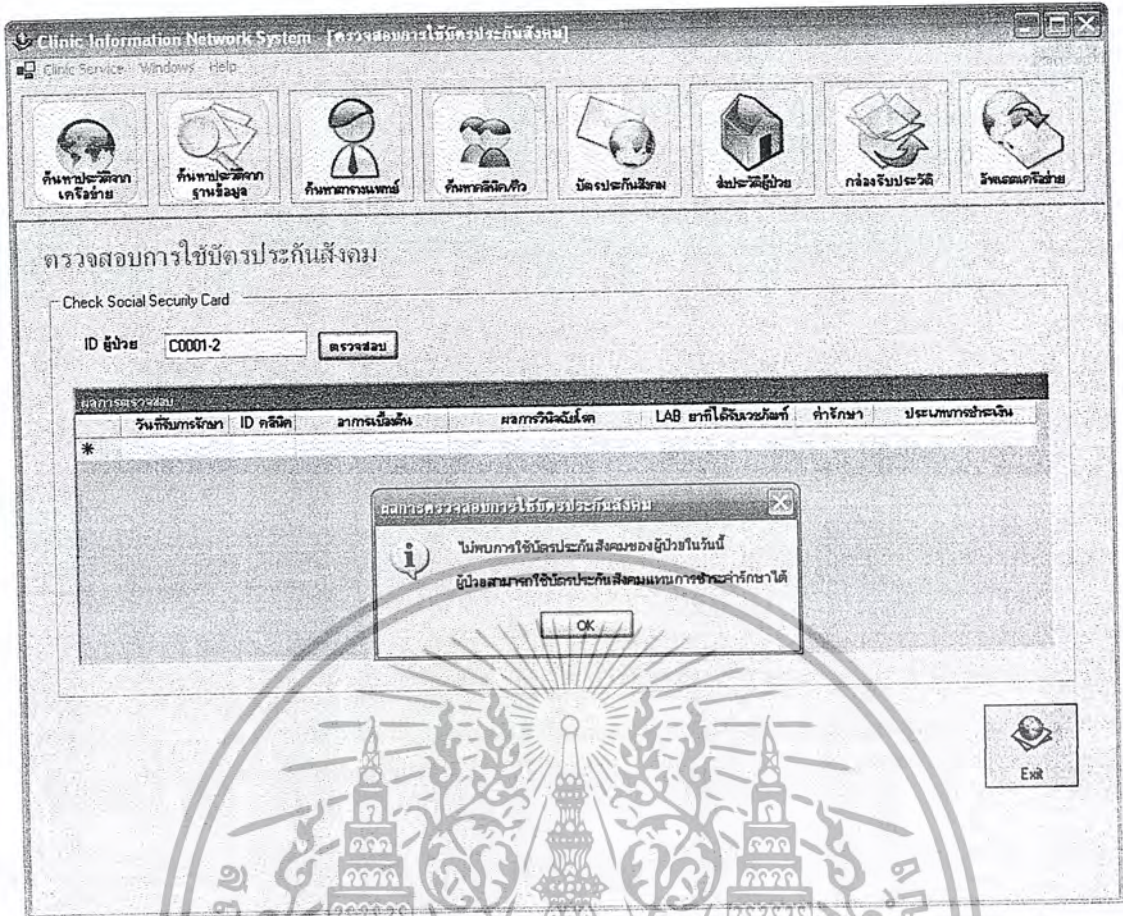 Clinic Information Network System [ตรวจสอบการใช้บัตรประกันสังคม]
Clinic Service Windows Help
ค้นหาประวัติจากเครือข่าย
ค้นหาประวัติจากฐานข้อมูล
ค้นหาตารางแพทย์
ค้นหาคลินิค/คิว
บัตรประกันสังคม
ส่งประวัติผู้ป่วย
กล่องรับประวัติ
อัพเดตเครือข่าย
ตรวจสอบการใช้บัตรประกันสังคม
Check Social Security Card
ID ผู้ป่วย C0001-2 ตรวจสอบ
ผลการตรวจสอบ
วันที่รับการรักษา ID คลินิค อาการเบื้องต้น ผลการวินิจฉัยโรค LAB ยาที่ได้รับเวชภัณฑ์ ค่ารักษา ประเภทการชำระเงิน
*
ผลการตรวจสอบการใช้บัตรประกันสังคม
ไม่พบการใช้บัตรประกันสังคมของผู้ป่วยในวันนี้
ผู้ป่วยสามารถใช้บัตรประกันสังคมแทนการชำระค่ารักษาได้
OK
Exit